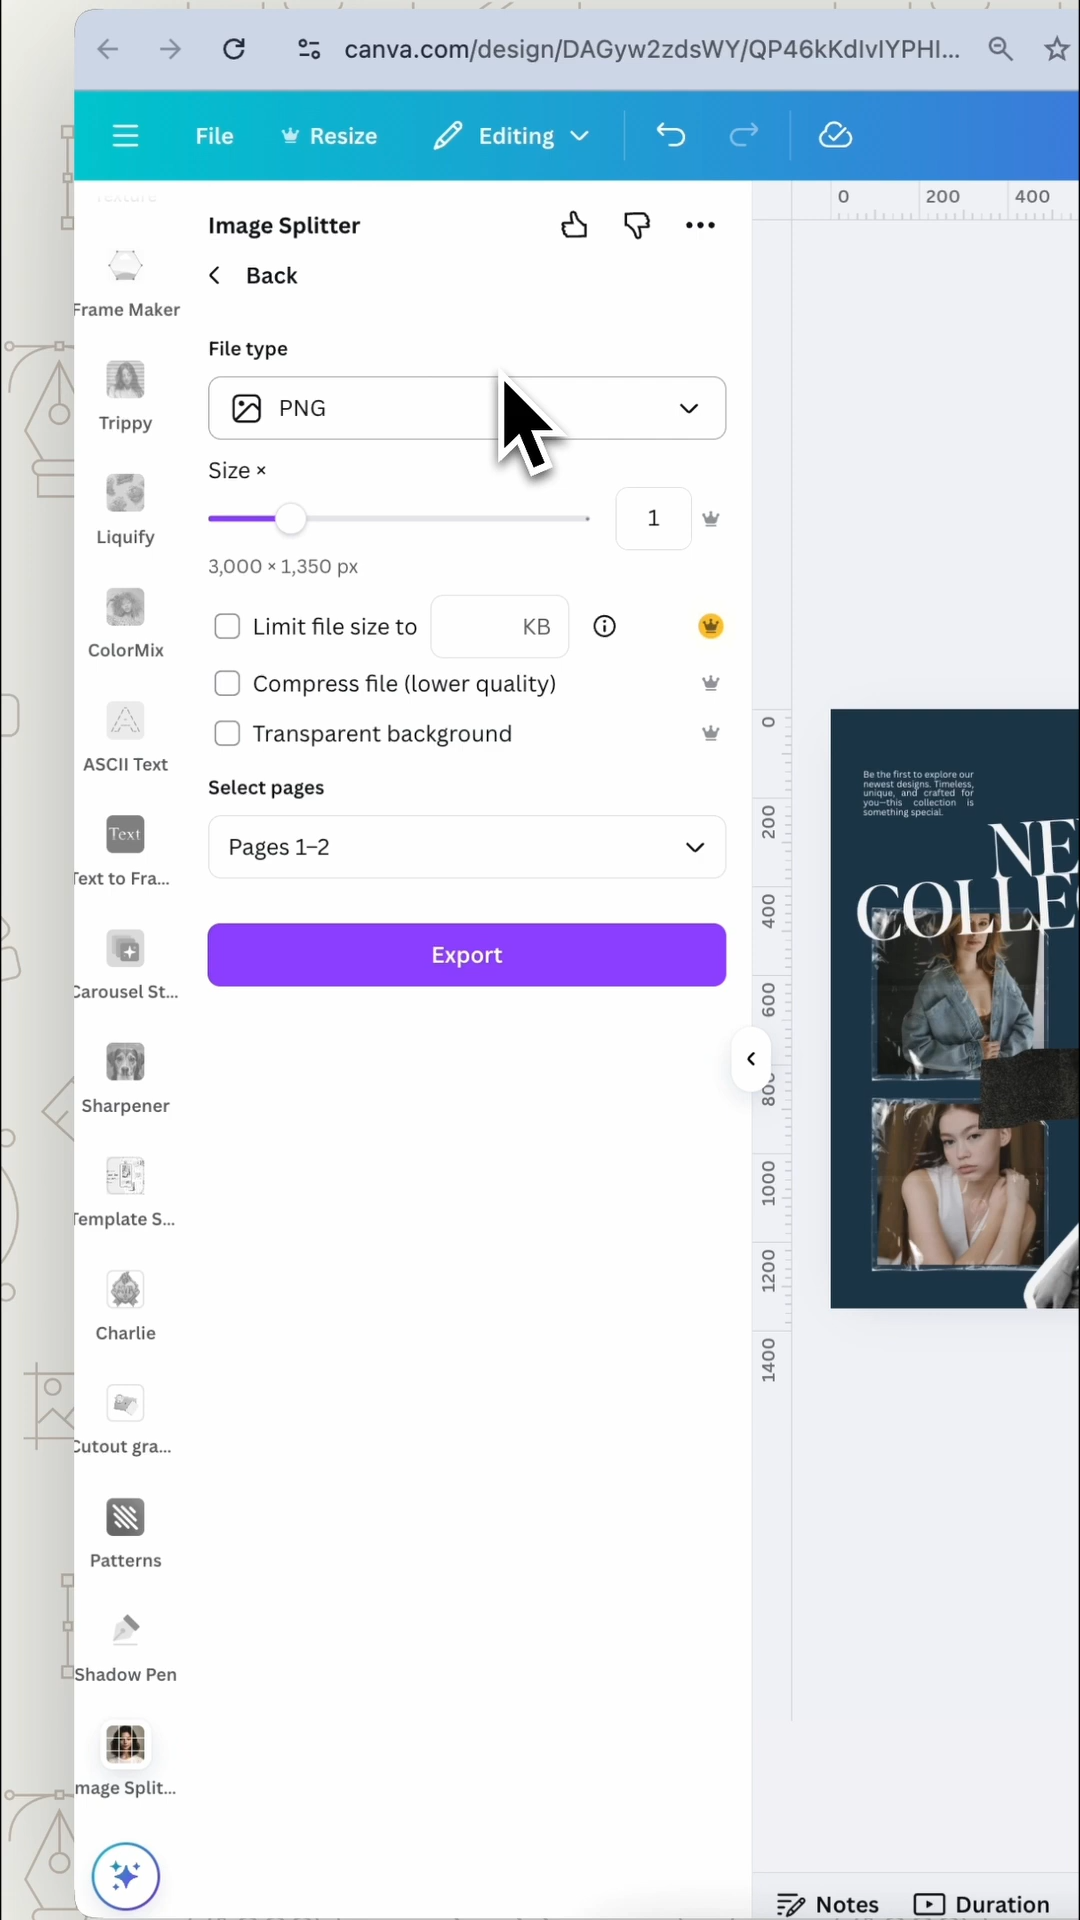 canva.com/design/DAGyw2zdsWY/QP46kKdIvIYPHI...
File
Resize
Editing
Texture
Frame Maker
Trippy
Liquify
ColorMix
ASCII Text
Text
Text to Fra...
Carousel St...
Sharpener
Template S...
Charlie
Cutout gra...
Patterns
Shadow Pen
mage Split...
Image Splitter
Back
File type
PNG
Size ×
1
3,000 × 1,350 px
Limit file size to
KB
Compress file (lower quality)
Transparent background
Select pages
Pages 1–2
Export
0
200
400
0
200
400
600
800
1000
1200
1400
Be the first to explore our
newest designs. Timeless,
unique, and crafted for
you—this collection is
something special.
NE
COLLE
Notes
Duration